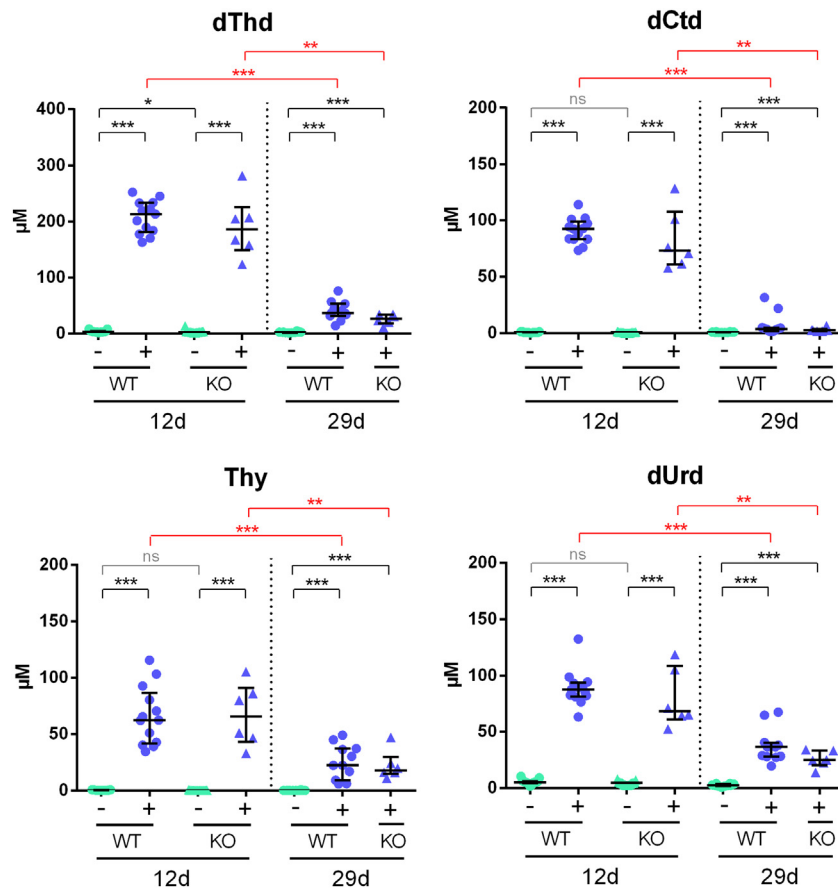 dThd
dCtd
**
**
***
***
*
***
ns
***
***
***
***
***
***
***
400
300
200
100
0
µM
200
150
100
50
0
µM
- + - + - + +
- + - + - + +
WT KO WT KO
WT KO WT KO
12d 29d
12d 29d
Thy
dUrd
**
**
***
***
ns
***
ns
***
***
***
***
***
***
***
200
150
100
50
0
µM
200
150
100
50
0
µM
- + - + - + +
- + - + - + +
WT KO WT KO
WT KO WT KO
12d 29d
12d 29d